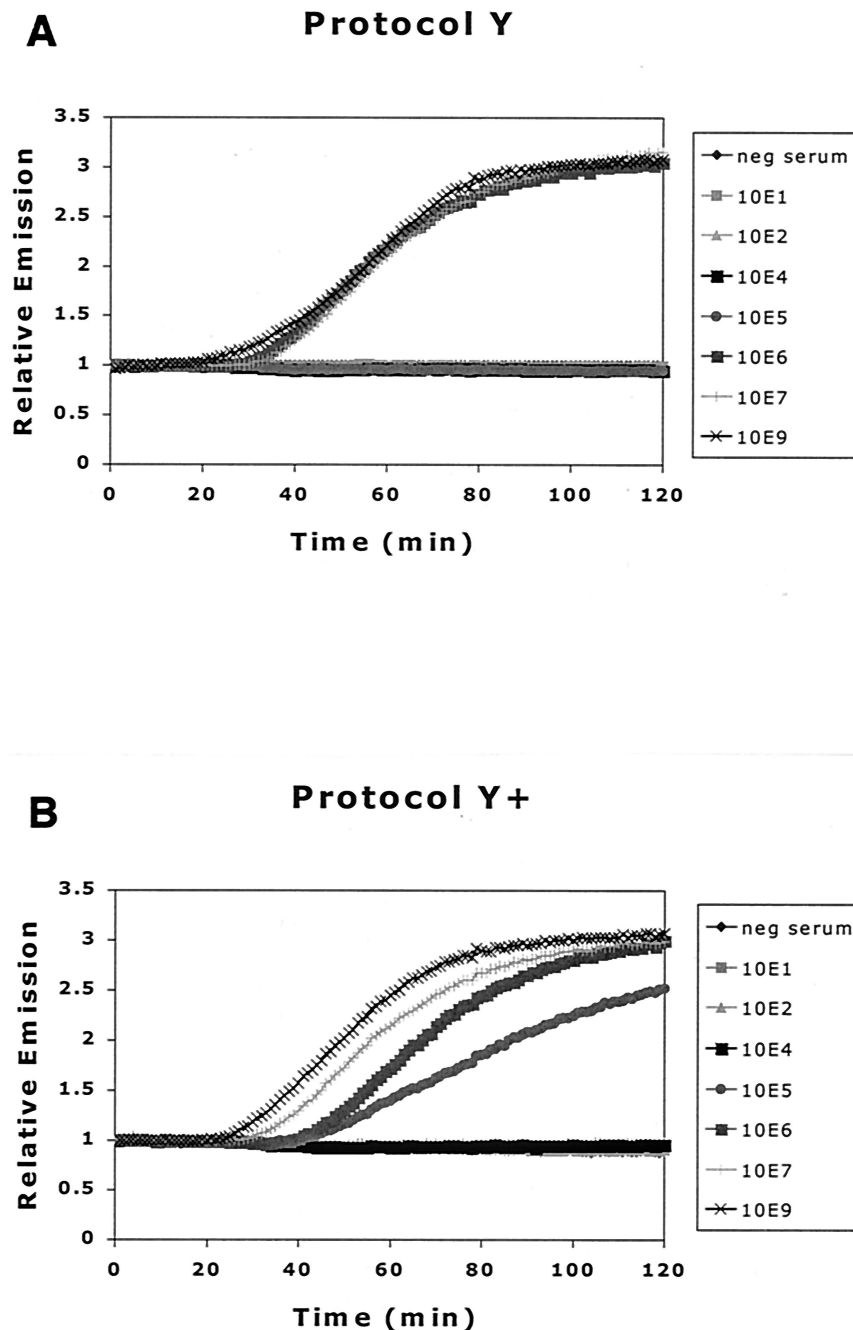 A
Protocol Y
Relative Emission
3.5
3
2.5
2
1.5
1
0.5
0
0 20 40 60 80 100 120
Time (min)
neg serum
10E1
10E2
10E4
10E5
10E6
10E7
10E9
B
Protocol Y+
Relative Emission
3.5
3
2.5
2
1.5
1
0.5
0
0 20 40 60 80 100 120
Time (min)
neg serum
10E1
10E2
10E4
10E5
10E6
10E7
10E9